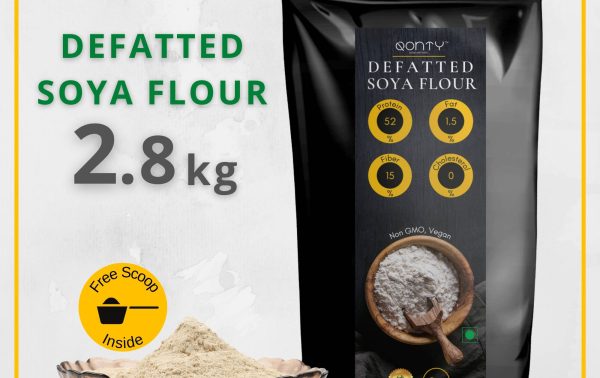 DEFATTED
SOYA FLOUR
2.8 kg
Free Scoop
Inside
QONTY™
DEFATTED
SOYA FLOUR
Protein
52
%
Fat
1.5
%
Fiber
15
%
Cholesterol
0
%
Non GMO, Vegan